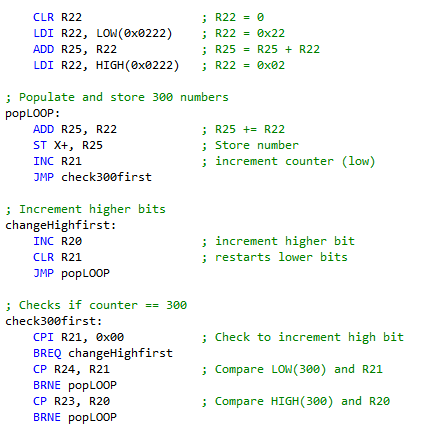 CLR R22 ; R22 = 0
LDI R22, LOW(0x0222) ; R22 = 0x22
ADD R25, R22 ; R25 = R25 + R22
LDI R22, HIGH(0x0222) ; R22 = 0x02
; Populate and store 300 numbers
popLOOP:
ADD R25, R22 ; R25 += R22
ST X+, R25 ; Store number
INC R21 ; increment counter (low)
JMP check300first
; Increment higher bits
changeHighfirst:
INC R20 ; increment higher bit
CLR R21 ; restarts lower bits
JMP popLOOP
; Checks if counter == 300
check300first:
CPI R21, 0x00 ; Check to increment high bit
BREQ changeHighfirst
CP R24, R21 ; Compare LOW(300) and R21
BRNE popLOOP
CP R23, R20 ; Compare HIGH(300) and R20
BRNE popLOOP